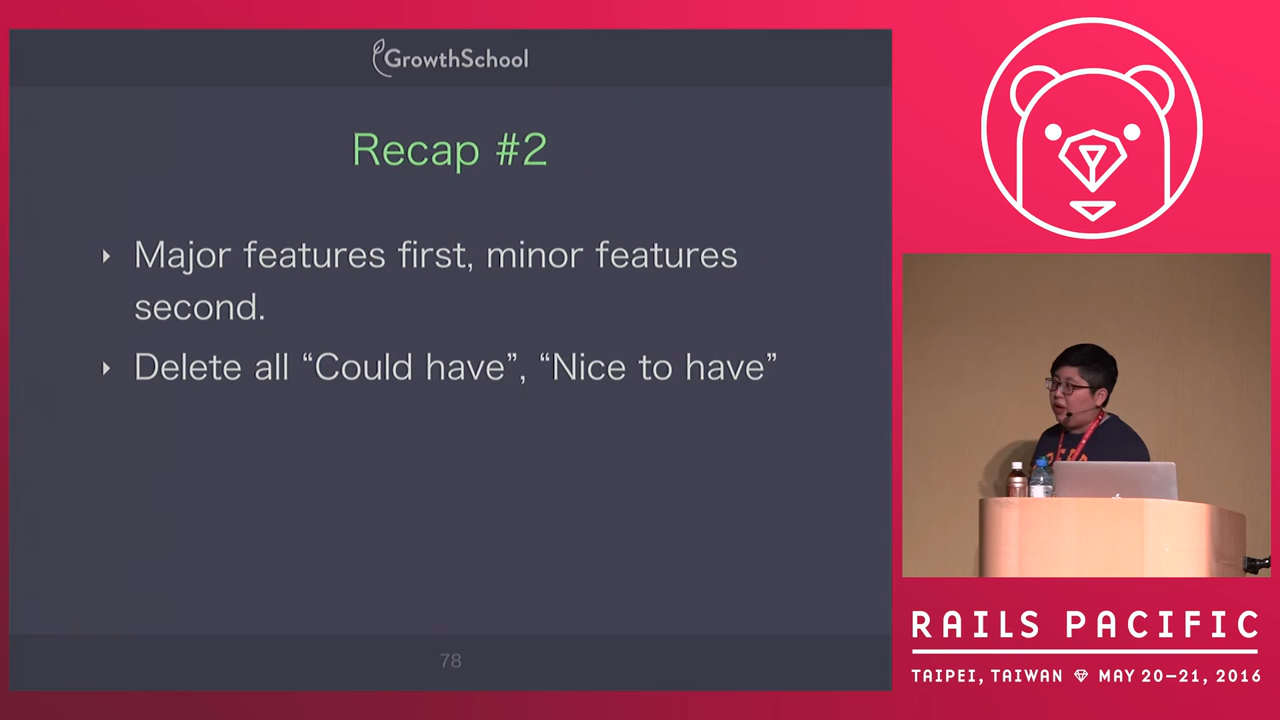 GrowthSchool
Recap #2
‣ Major features first, minor features
second.
‣ Delete all “Could have”, “Nice to have”
78
RAILS PACIFIC
TAIPEI, TAIWAN MAY 20–21, 2016